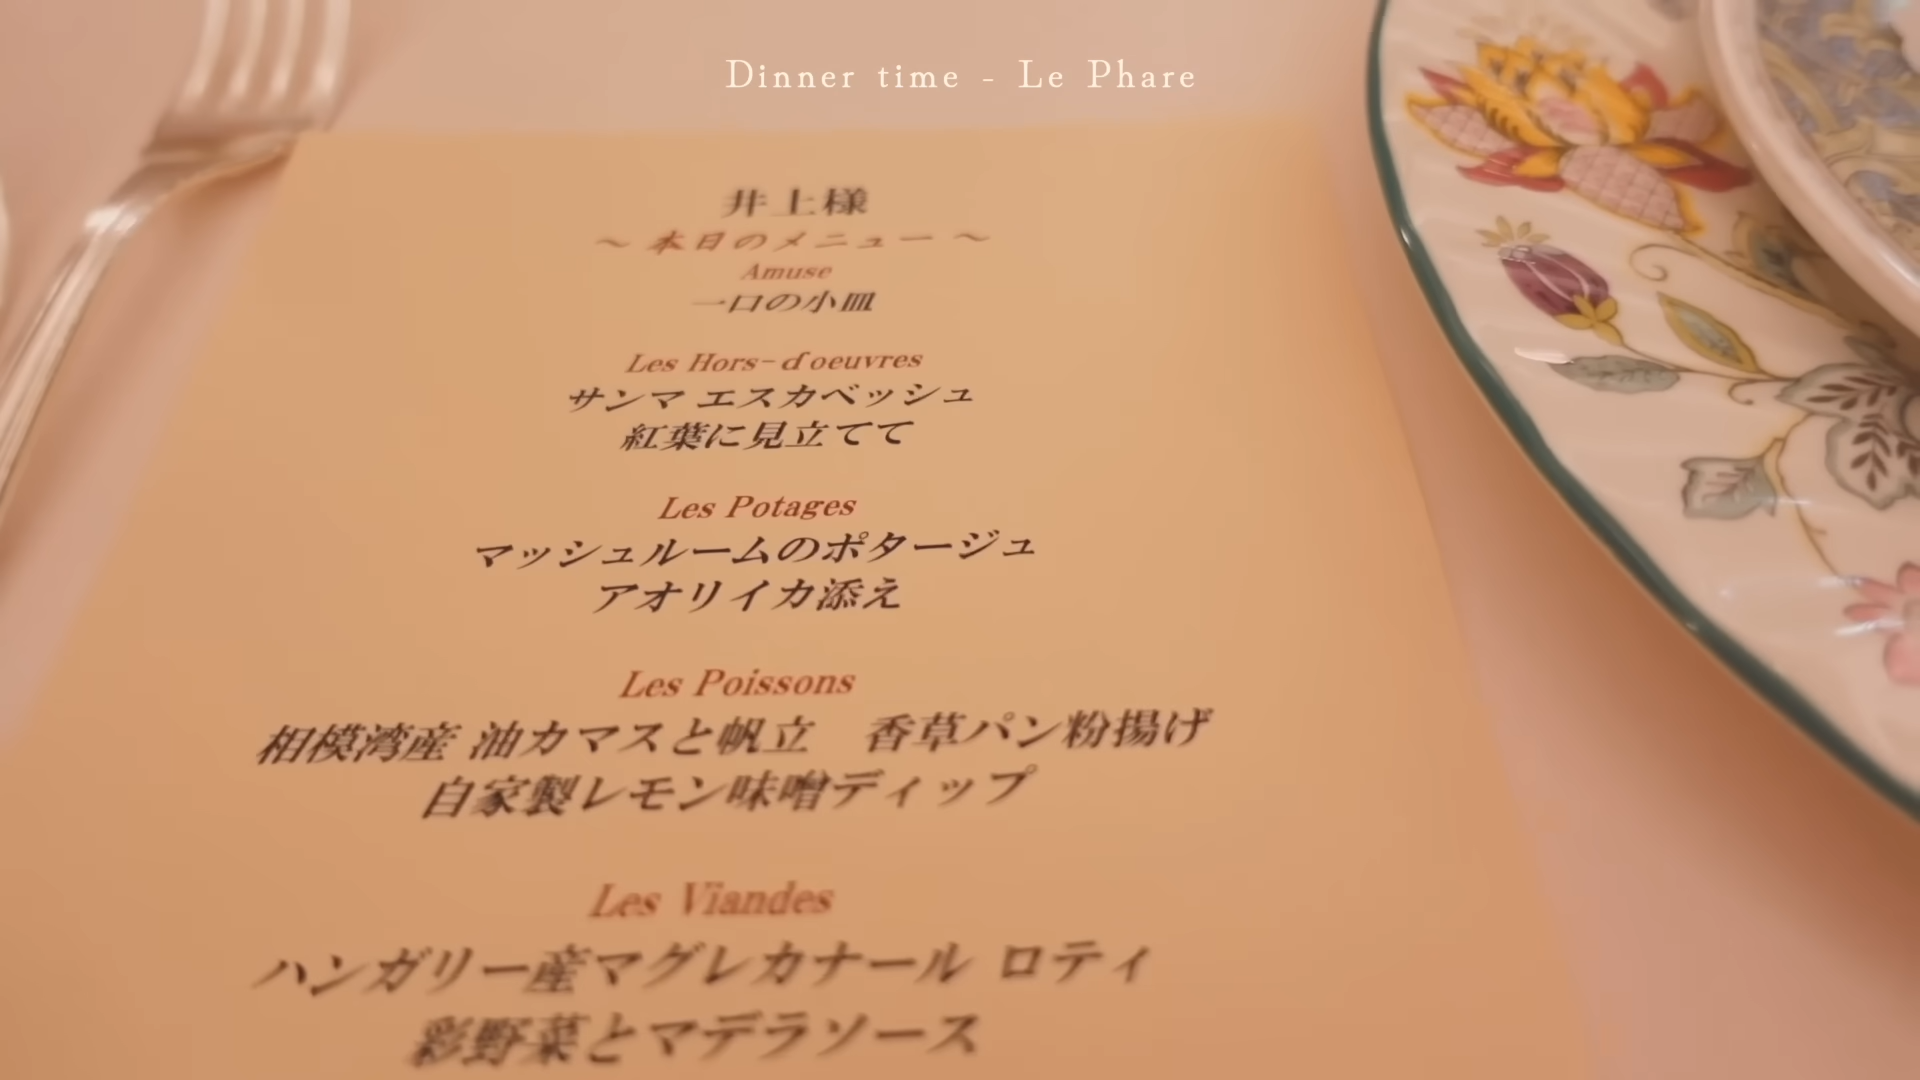 Dinner time - Le Phare
井上様
～ 本日のメニュー ～
Amuse
一口の小皿
Les Hors-d'oeuvres
サンマ エスカベッシュ
紅葉に見立てて
Les Potages
マッシュルームのポタージュ
アオリイカ添え
Les Poissons
相模湾産 油カマスと帆立　香草パン粉揚げ
自家製レモン味噌ディップ
Les Viandes
ハンガリー産マグレカナール ロティ
彩野菜とマデラソース